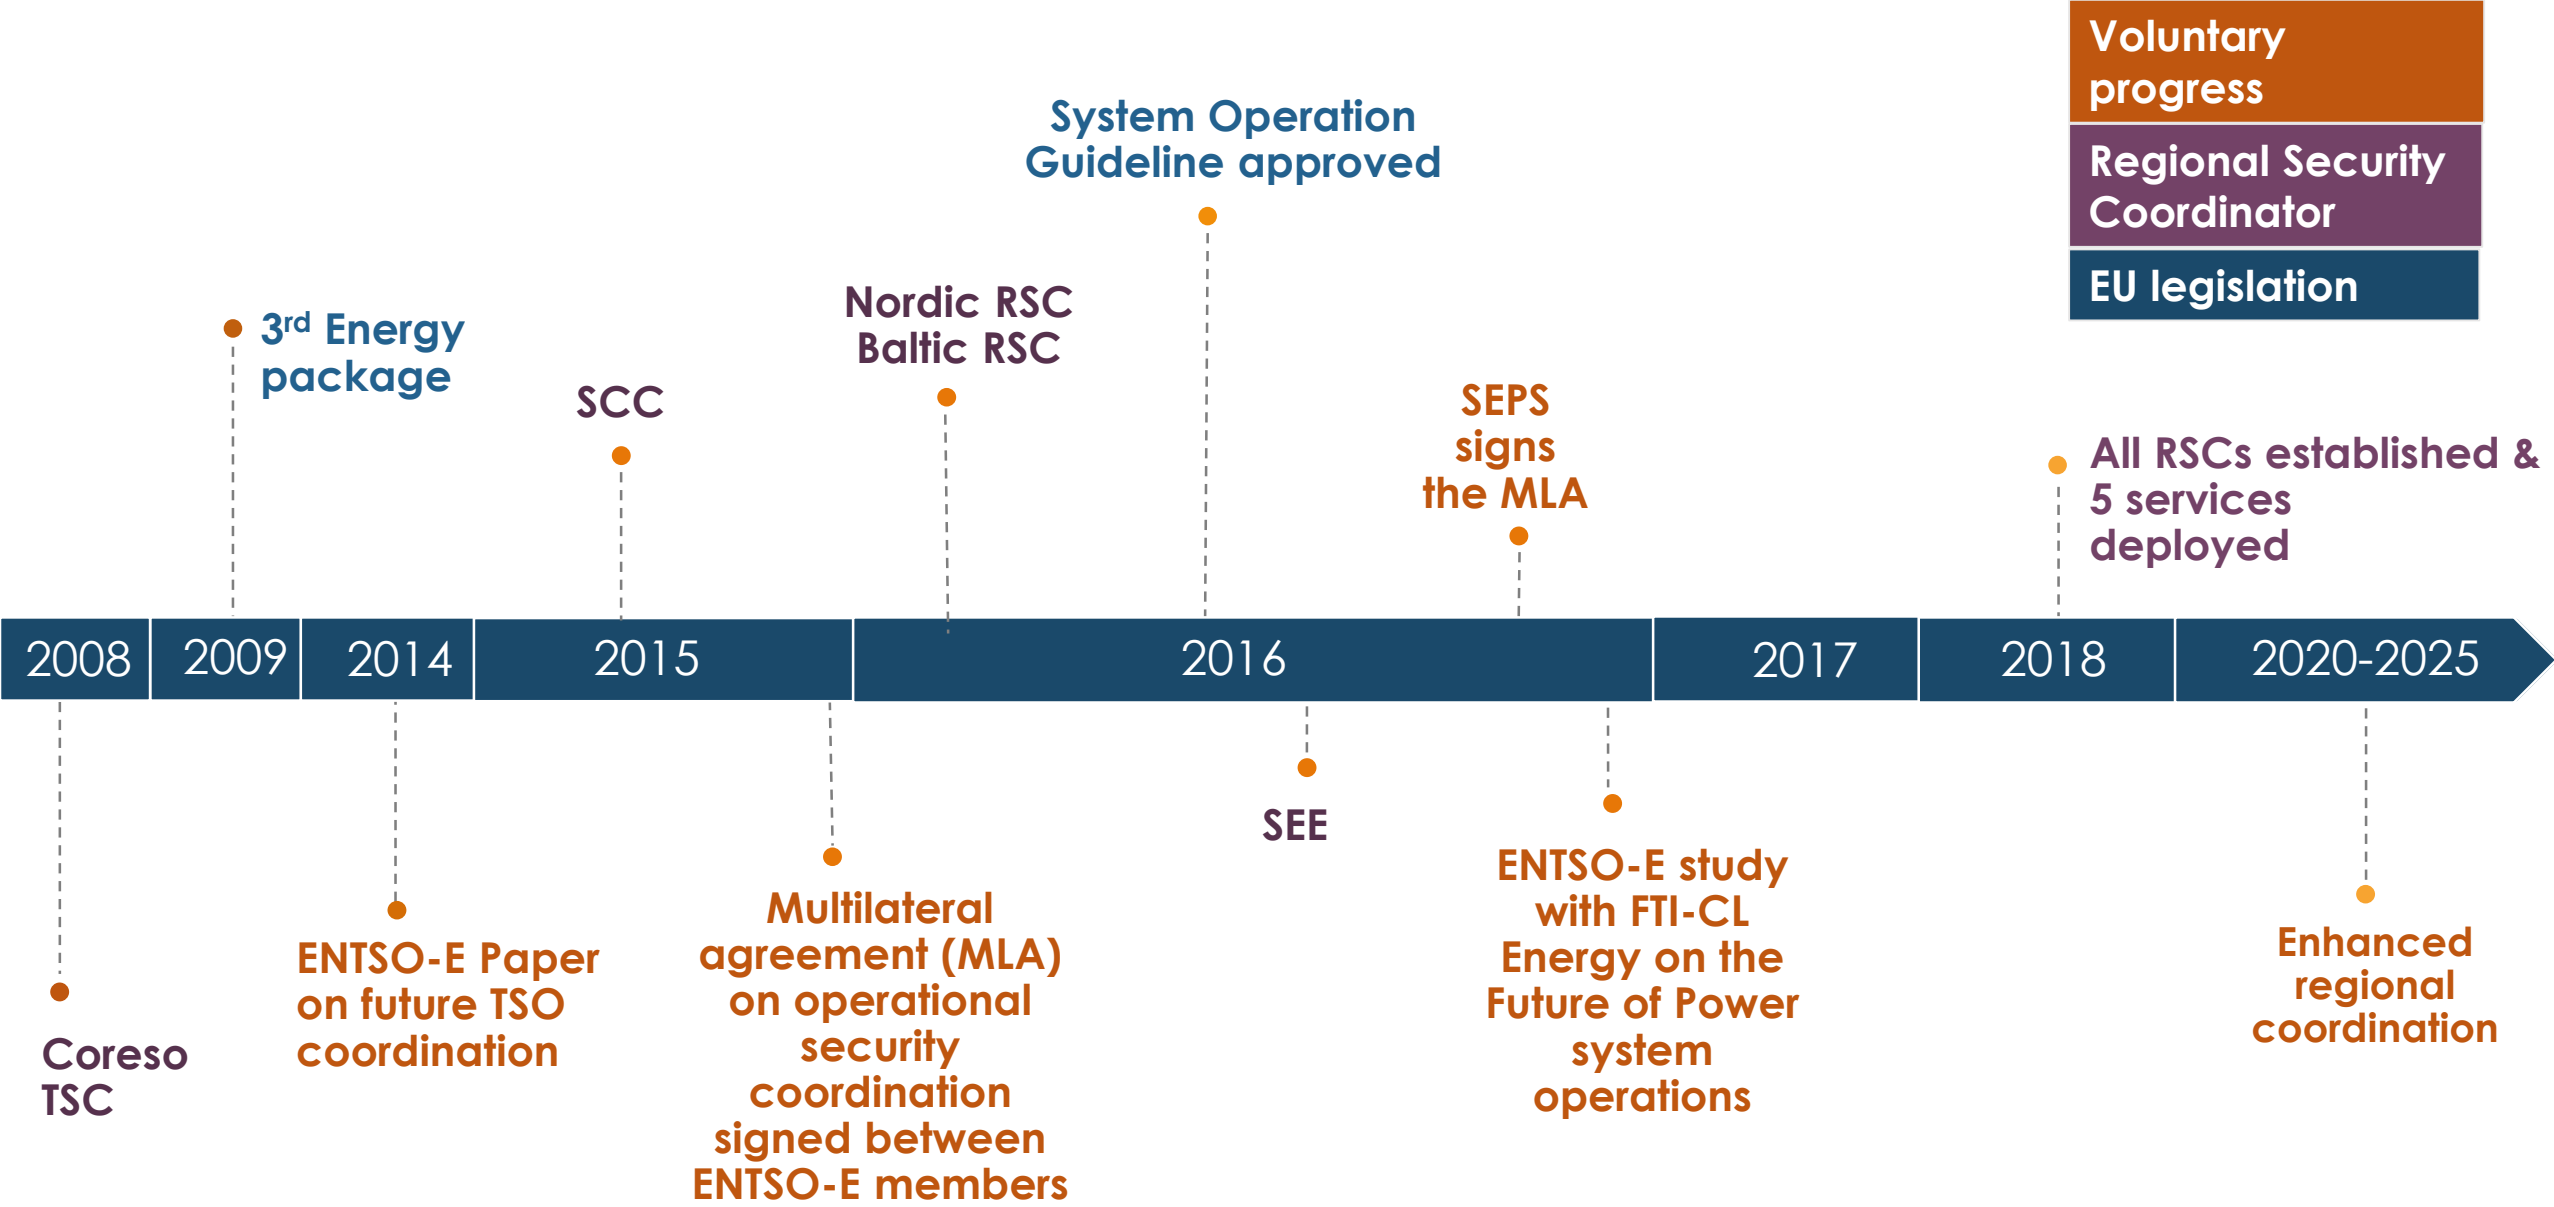 Voluntary
progress
Regional Security
Coordinator
EU legislation
System Operation
Guideline approved
3rd Energy
package
SCC
Nordic RSC
Baltic RSC
SEPS
signs
the MLA
All RSCs established &
5 services
deployed
2008
2009
2014
2015
2016
2017
2018
2020-2025
Coreso
TSC
ENTSO-E Paper
on future TSO
coordination
Multilateral
agreement (MLA)
on operational
security
coordination
signed between
ENTSO-E members
SEE
ENTSO-E study
with FTI-CL
Energy on the
Future of Power
system
operations
Enhanced
regional
coordination